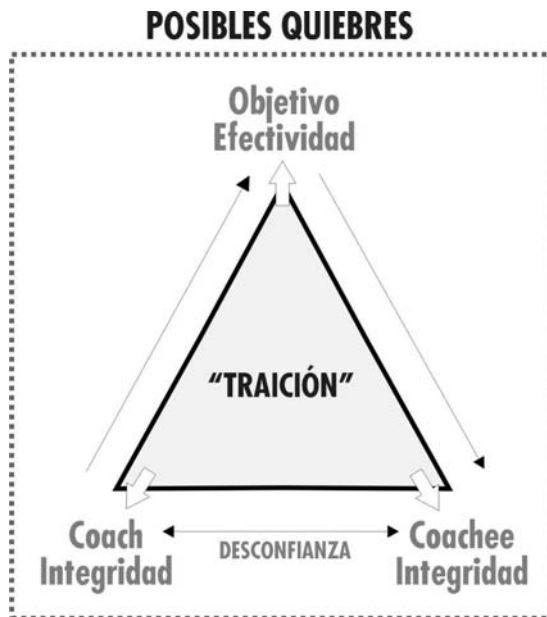 POSIBLES QUIEBRES
Objetivo
Efectividad
“TRAICIÓN”
Coach
Integridad
DESCONFIANZA
Coachee
Integridad